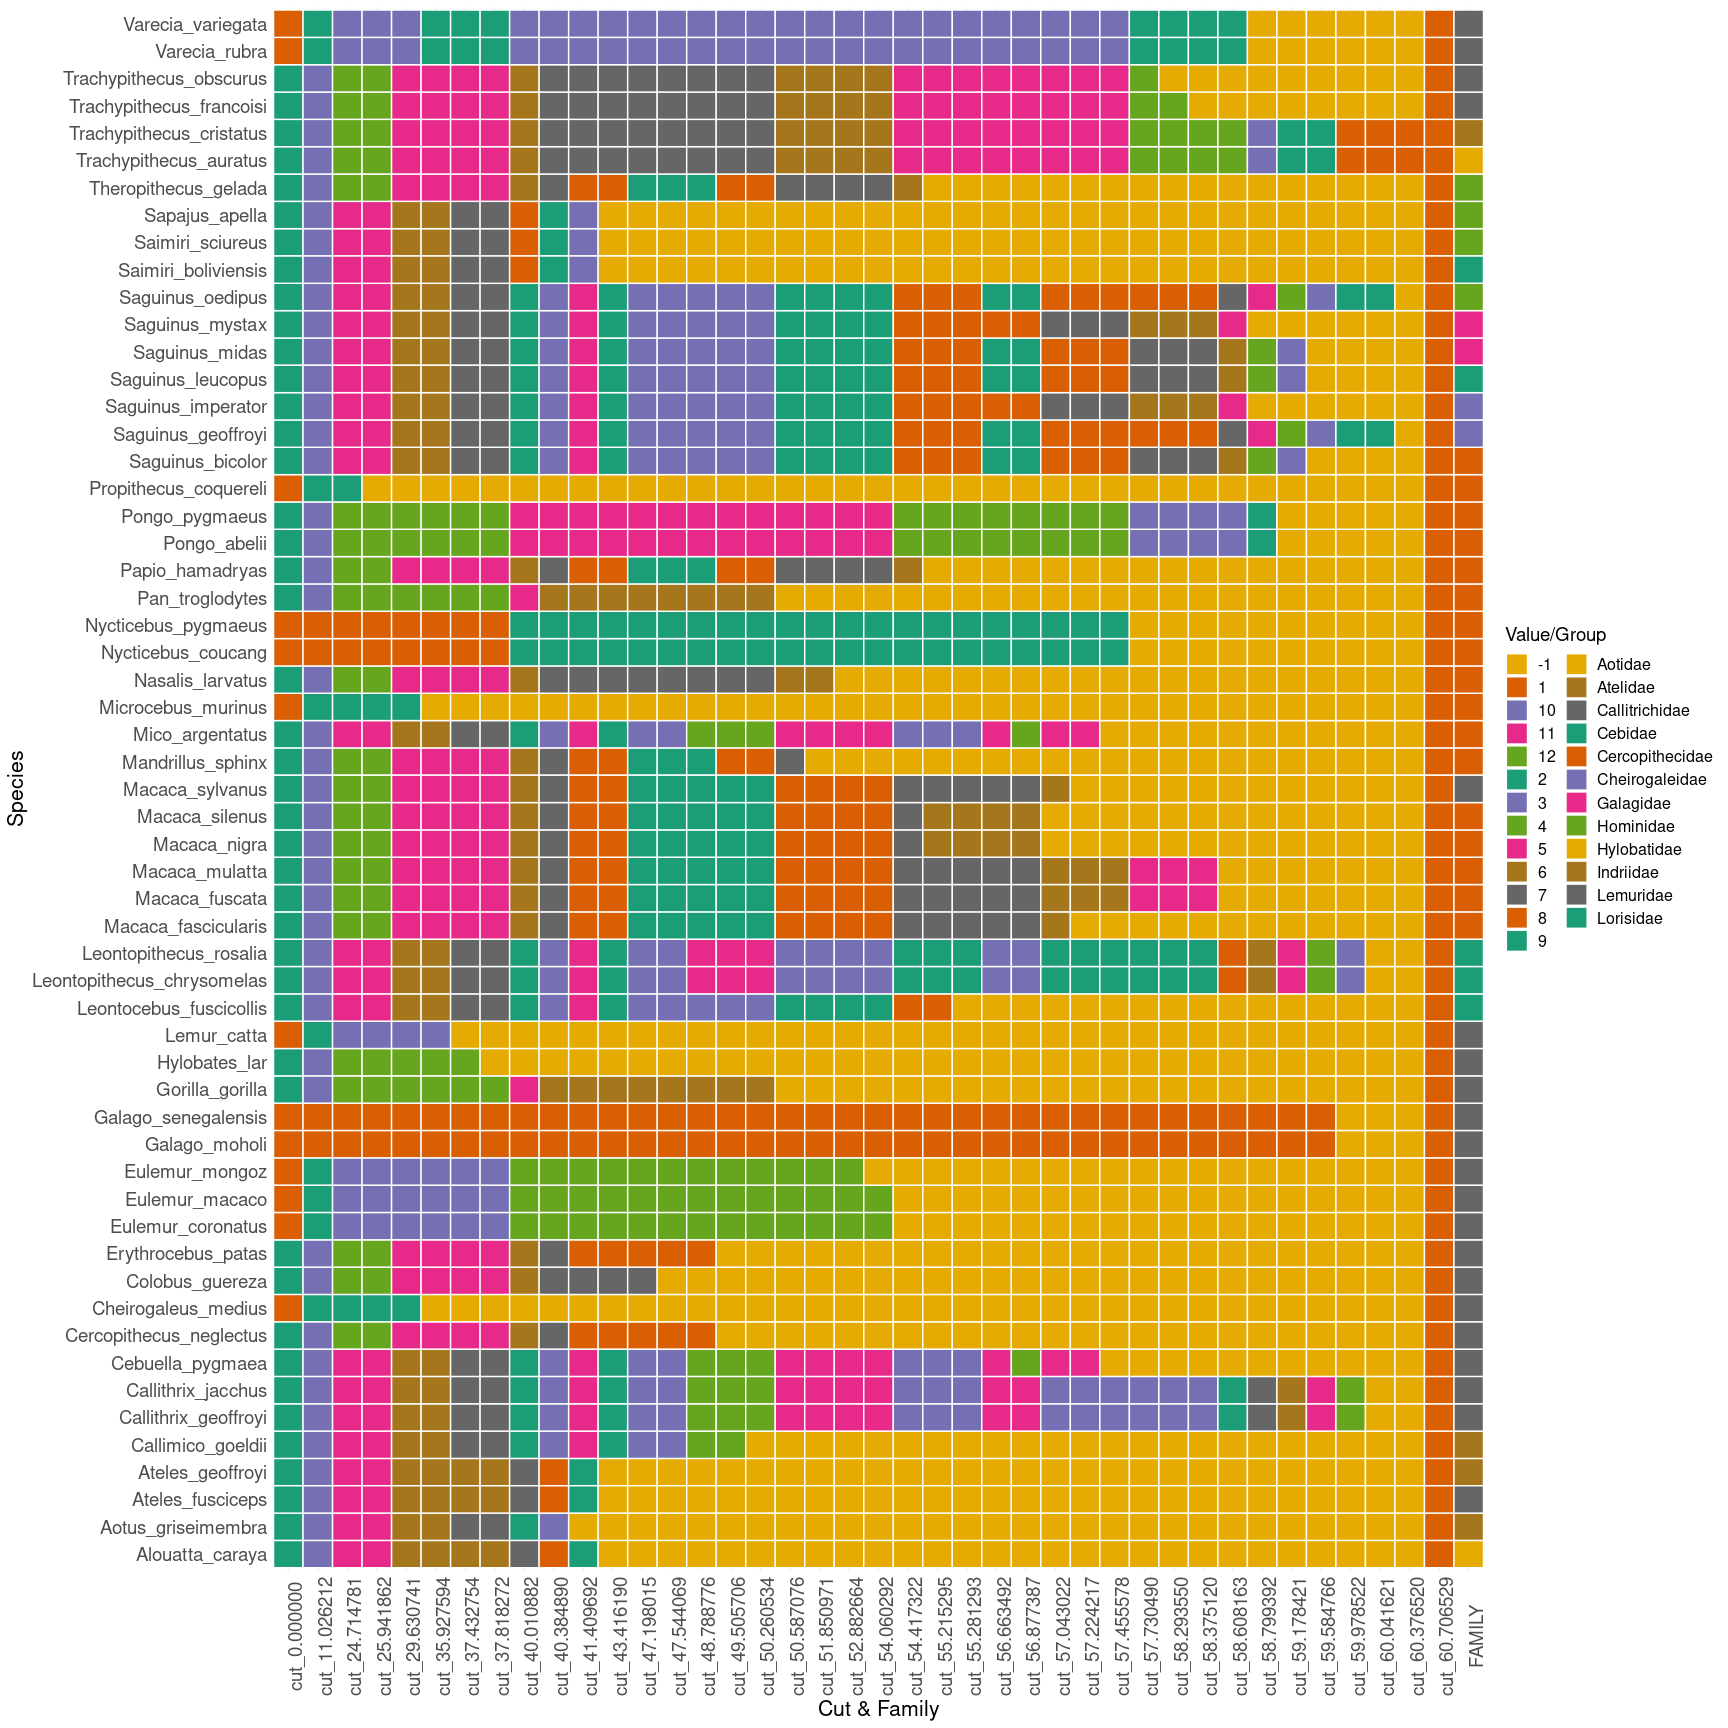 Varecia_variegata
Varecia_rubra
Trachypithecus_obscurus
Trachypithecus_francoisi
Trachypithecus_cristatus
Trachypithecus_auratus
Theropithecus_gelada
Sapajus_apella
Saimiri_sciureus
Saimiri_boliviensis
Saguinus_oedipus
Saguinus_mystax
Saguinus_midas
Saguinus_leucopus
Saguinus_imperator
Saguinus_geoffroyi
Saguinus_bicolor
Propithecus_coquereli
Pongo_pygmaeus
Pongo_abelii
Papio_hamadryas
Pan_troglodytes
Nycticebus_pygmaeus
Nycticebus_coucang
Nasalis_larvatus
Microcebus_murinus
Mico_argentatus
Mandrillus_sphinx
Macaca_sylvanus
Macaca_silenus
Macaca_nigra
Macaca_mulatta
Macaca_fuscata
Macaca_fascicularis
Leontopithecus_rosalia
Leontopithecus_chrysomelas
Leontocebus_fuscicollis
Lemur_catta
Hylobates_lar
Gorilla_gorilla
Galago_senegalensis
Galago_moholi
Eulemur_mongoz
Eulemur_macaco
Eulemur_coronatus
Erythrocebus_patas
Colobus_guereza
Cheirogaleus_medius
Cercopithecus_neglectus
Cebuella_pygmaea
Callithrix_jacchus
Callithrix_geoffroyi
Callimico_goeldii
Ateles_geoffroyi
Ateles_fusciceps
Aotus_griseimembra
Alouatta_caraya
Species
cut_0.000000
cut_11.026212
cut_24.714781
cut_25.941862
cut_29.630741
cut_35.927594
cut_37.432754
cut_37.818272
cut_40.010882
cut_40.384890
cut_41.409692
cut_43.416190
cut_47.198015
cut_47.544069
cut_48.788776
cut_49.505706
cut_50.260534
cut_50.587076
cut_51.850971
cut_52.882664
cut_54.060292
cut_54.417322
cut_55.215295
cut_55.281293
cut_56.663492
cut_56.877387
cut_57.043022
cut_57.224217
cut_57.455578
cut_57.730490
cut_58.293550
cut_58.375120
cut_58.608163
cut_58.799392
cut_59.178421
cut_59.584766
cut_59.978522
cut_60.041621
cut_60.376520
cut_60.706529
FAMILY
Cut & Family
Value/Group
-1 Aotidae
1 Atelidae
10 Callitrichidae
11 Cebidae
12 Cercopithecidae
2 Cheirogaleidae
3 Galagidae
4 Hominidae
5 Hylobatidae
6 Indriidae
7 Lemuridae
8 Lorisidae
9